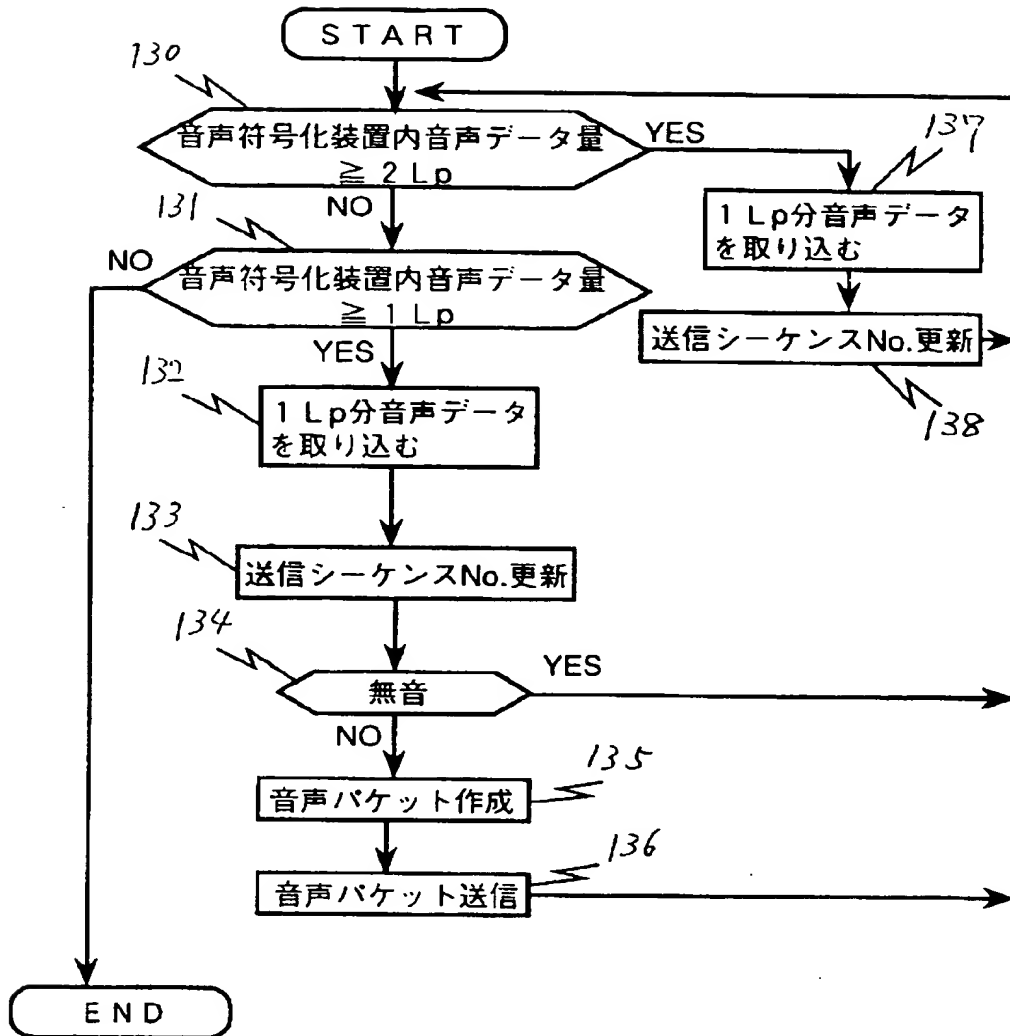 START
130
音声符号化装置内音声データ量
≧ 2 Lp
YES
NO
137
1 Lp分音声データ
を取り込む
送信シーケンスNo.更新
138
131
NO
音声符号化装置内音声データ量
≧ 1 Lp
YES
132
1 Lp分音声データ
を取り込む
133
送信シーケンスNo.更新
134
無音
YES
NO
135
音声パケット作成
136
音声パケット送信
END